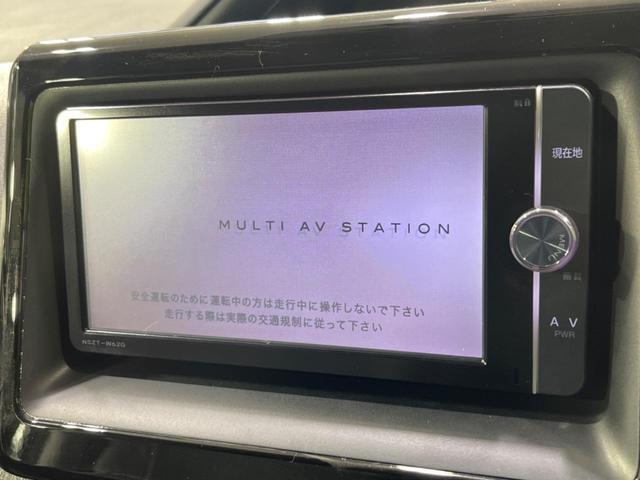 現在地
MULTI AV STATION
MENU
安全運転のために運転中の方は走行中に操作しないで下さい
走行する際は実際の交通規制に従って下さい
NSZT-W62G
A V
PWR